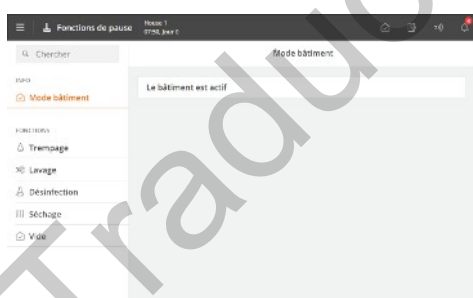 Fonctions de pause
House 1
07:58, Jour 0
Chercher
Mode bâtiment
INFO
Mode bâtiment
Le bâtiment est actif
FONCTIONS
Trempage
Lavage
Désinfection
Séchage
Vide
Traduc